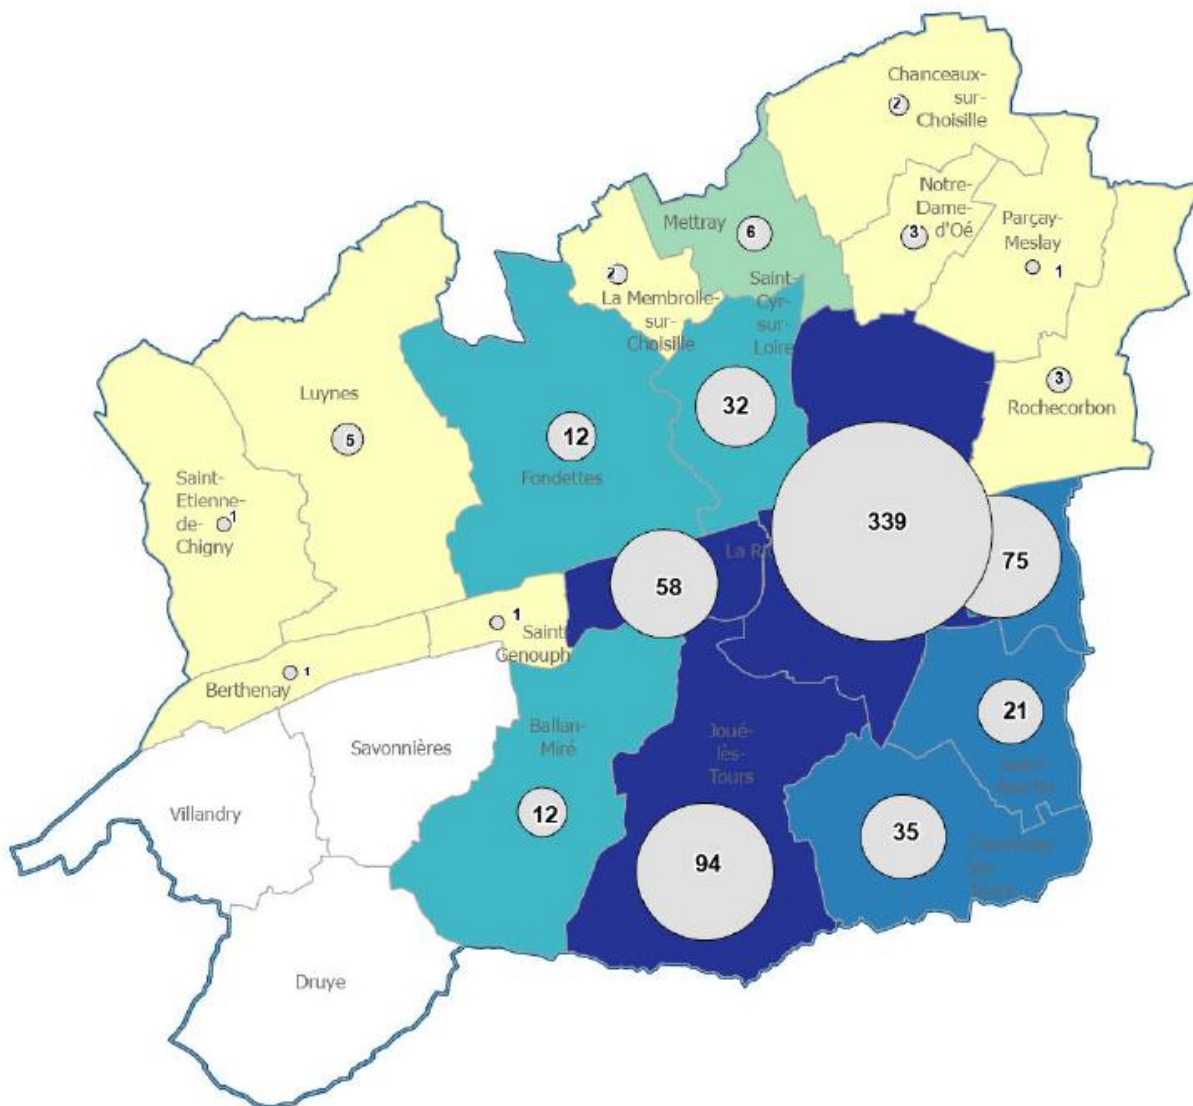 Chanceaux-
sur-
Choisille
2
Notre-
Dame-
d'Oé
3
Parçay-
Meslay
1
Mettray
6
2
La Membrolle-
sur-
Choisille
Saint-
Cyr-
sur-
Loire
32
3
Rochecorbon
Luynes
5
12
Fondettes
Saint-
Etienne-
de-
Chigny
1
339
La
75
58
1
Saint
Genouph
1
Berthenay
21
Ballan-
Miré
Savonnières
Joué-
lès-
Tours
Villandry
12
35
94
Druye